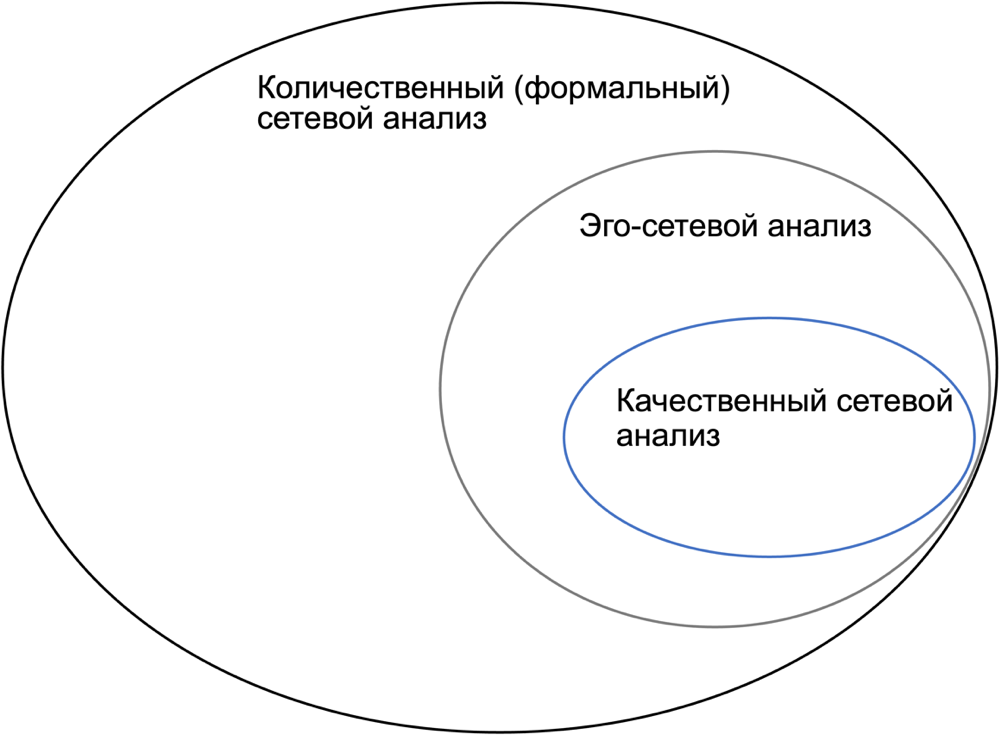 Количественный (формальный)
сетевой анализ
Эго-сетевой анализ
Качественный сетевой
анализ